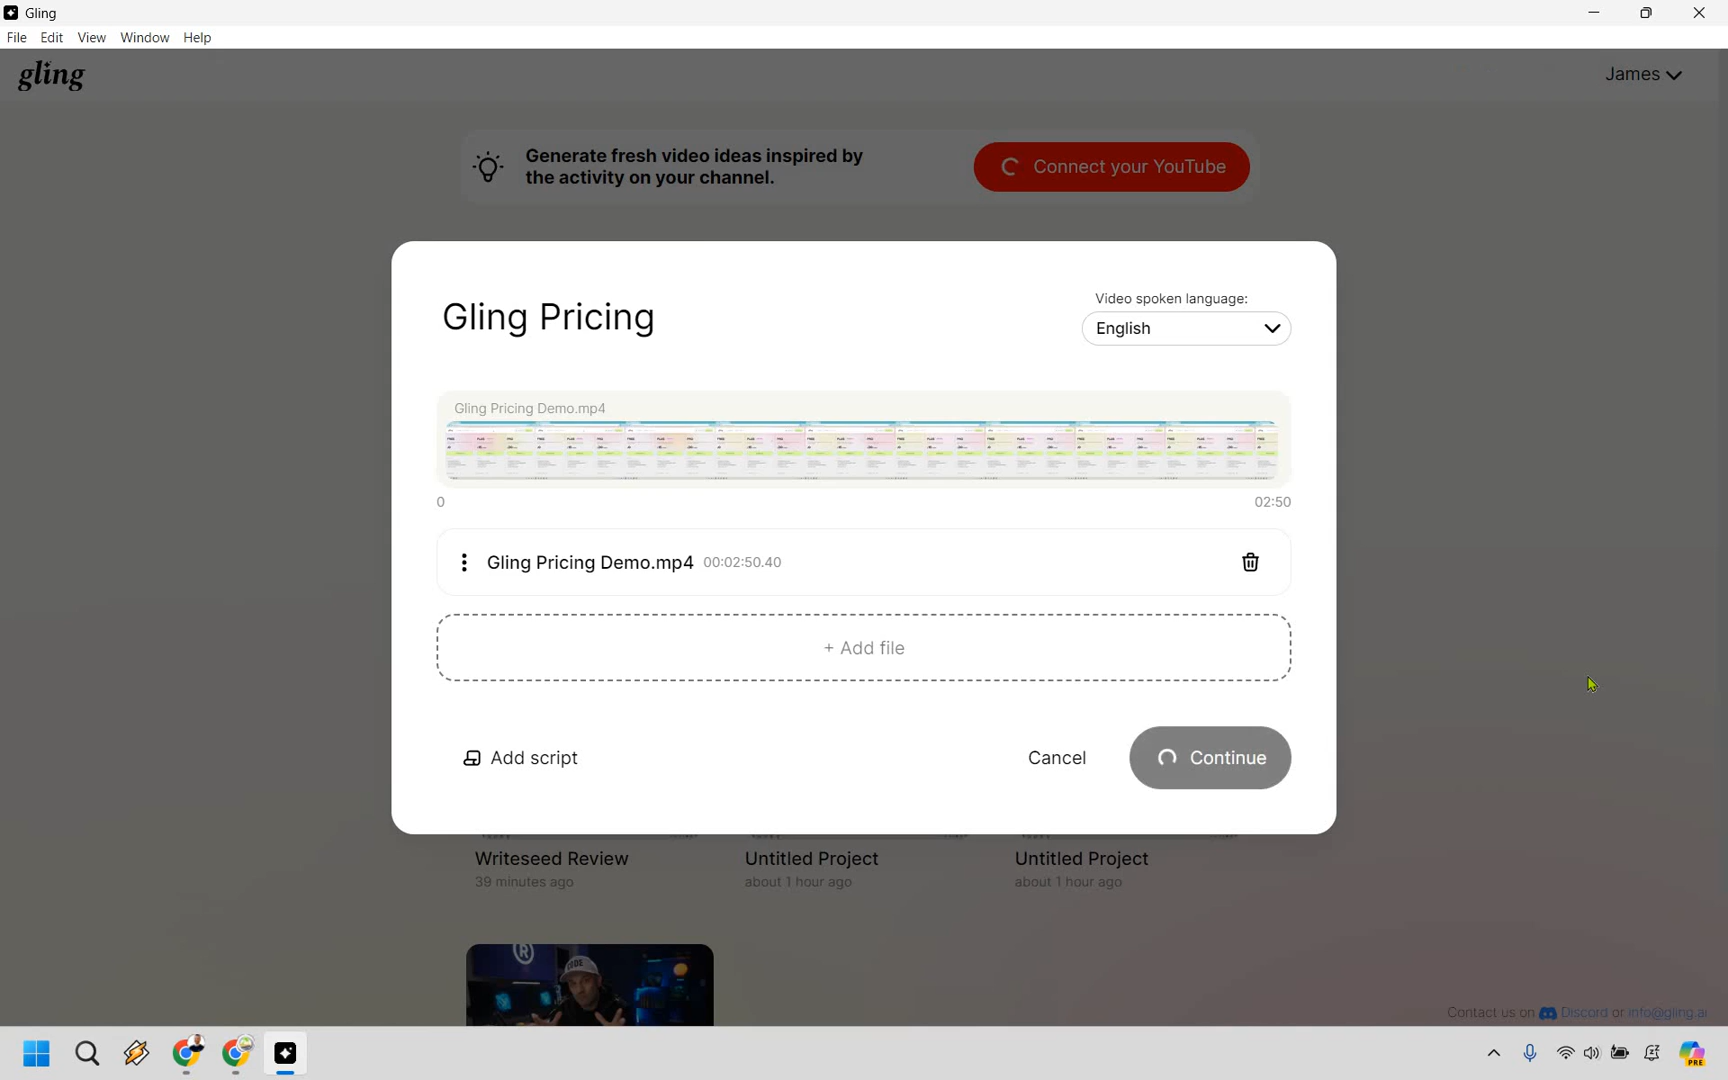 Gling
File Edit View Window Help
gling
James
Generate fresh video ideas inspired by
the activity on your channel.
Connect your YouTube
Gling Pricing
Video spoken language:
English
Gling Pricing Demo.mp4
0 02:50
Gling Pricing Demo.mp4 00:02:50.40
+ Add file
Add script
Cancel
Continue
Writeseed Review
39 minutes ago
Untitled Project
about 1 hour ago
Untitled Project
about 1 hour ago
Contact us on Discord or info@gling.ai
PRE